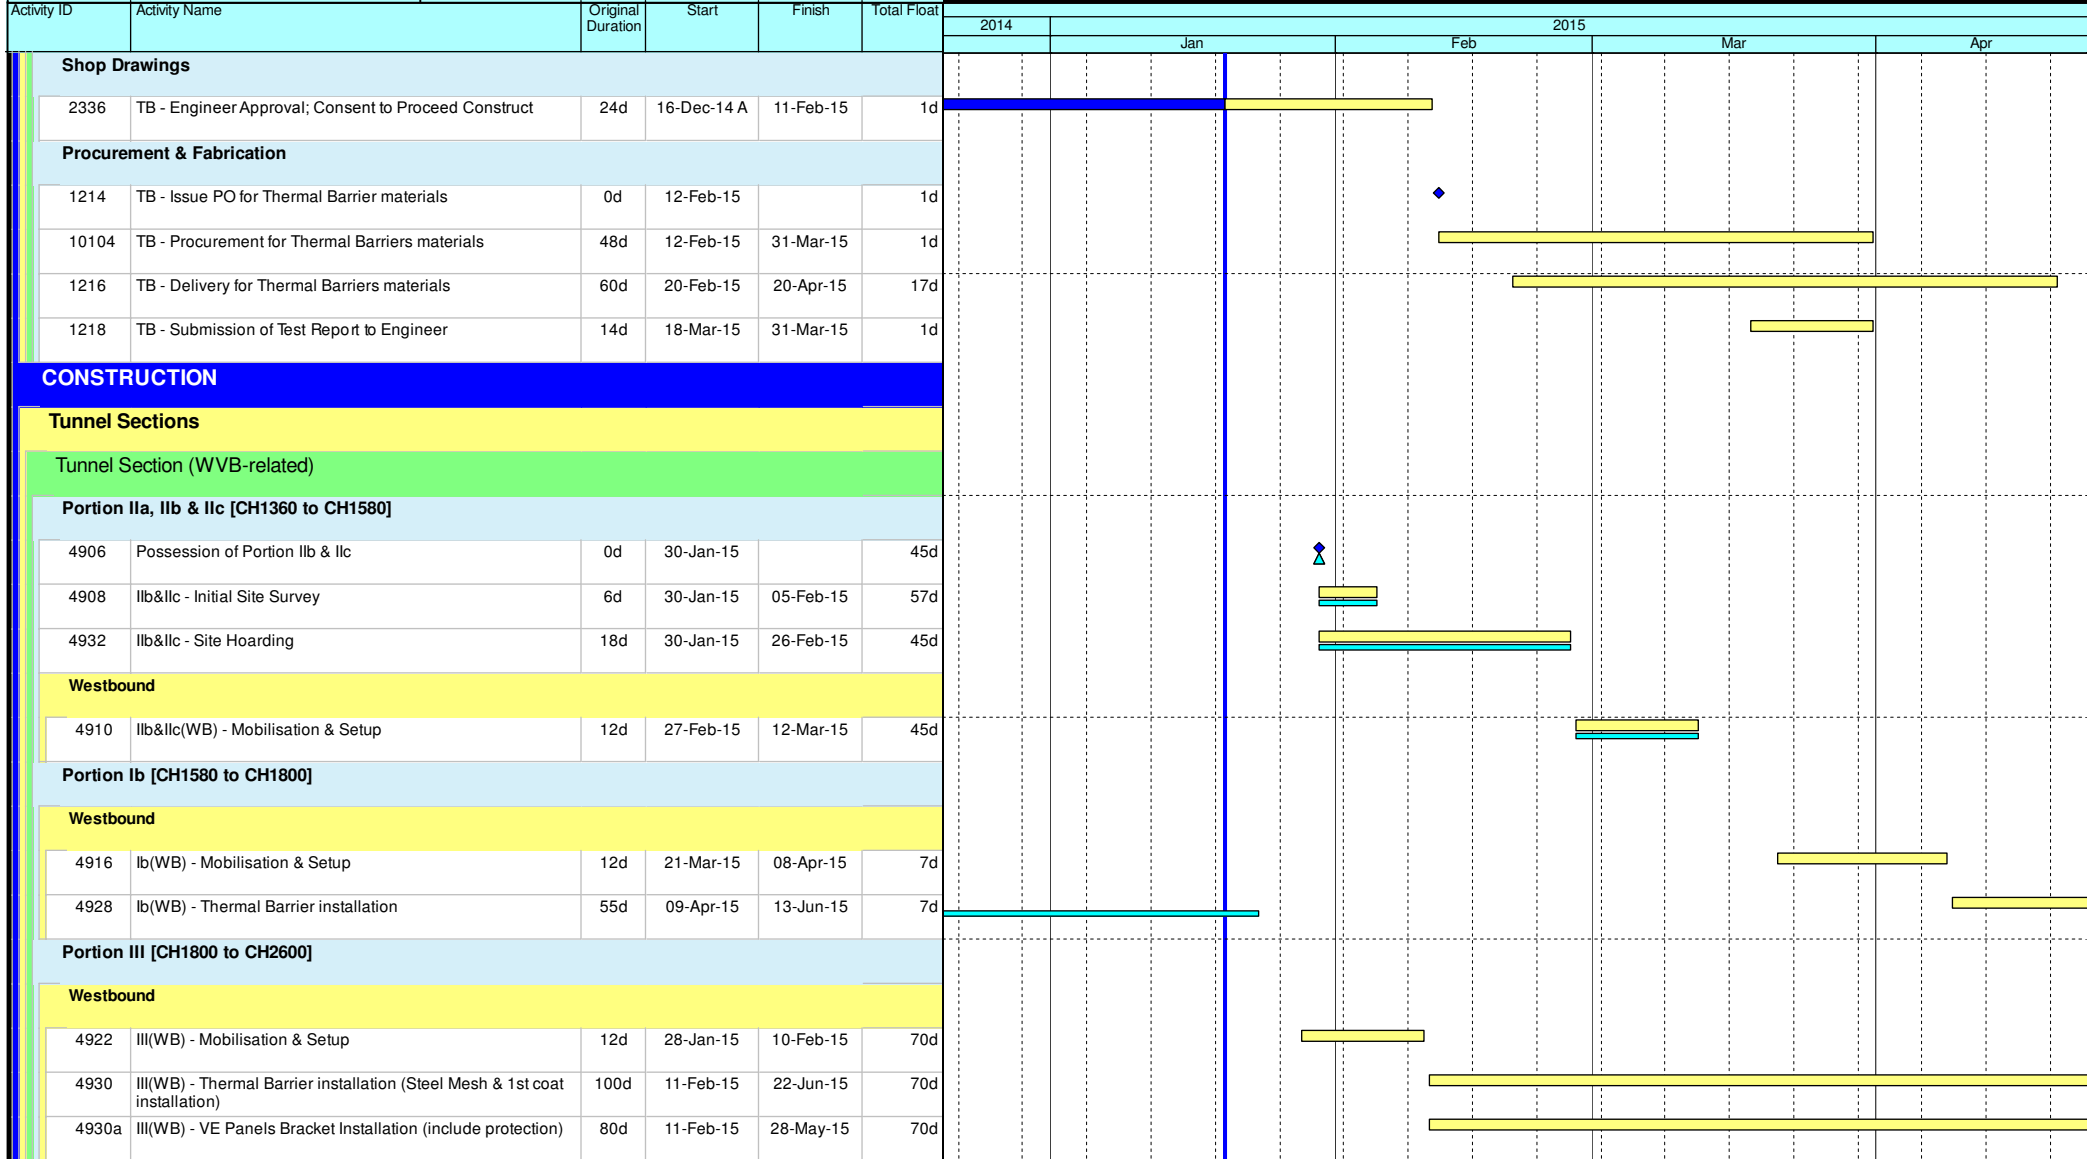 Activity ID Activity Name Original Duration Start Finish Total Float
2014 2015
Jan Feb Mar Apr
Shop Drawings
2336 TB - Engineer Approval; Consent to Proceed Construct 24d 16-Dec-14 A 11-Feb-15 1d
Procurement & Fabrication
1214 TB - Issue PO for Thermal Barrier materials 0d 12-Feb-15 1d
10104 TB - Procurement for Thermal Barriers materials 48d 12-Feb-15 31-Mar-15 1d
1216 TB - Delivery for Thermal Barriers materials 60d 20-Feb-15 20-Apr-15 17d
1218 TB - Submission of Test Report to Engineer 14d 18-Mar-15 31-Mar-15 1d
CONSTRUCTION
Tunnel Sections
Tunnel Section (WVB-related)
Portion IIa, IIb & IIc [CH1360 to CH1580]
4906 Possession of Portion IIb & IIc 0d 30-Jan-15 45d
4908 IIb&IIc - Initial Site Survey 6d 30-Jan-15 05-Feb-15 57d
4932 IIb&IIc - Site Hoarding 18d 30-Jan-15 26-Feb-15 45d
Westbound
4910 IIb&IIc(WB) - Mobilisation & Setup 12d 27-Feb-15 12-Mar-15 45d
Portion Ib [CH1580 to CH1800]
Westbound
4916 Ib(WB) - Mobilisation & Setup 12d 21-Mar-15 08-Apr-15 7d
4928 Ib(WB) - Thermal Barrier installation 55d 09-Apr-15 13-Jun-15 7d
Portion III [CH1800 to CH2600]
Westbound
4922 III(WB) - Mobilisation & Setup 12d 28-Jan-15 10-Feb-15 70d
4930 III(WB) - Thermal Barrier installation (Steel Mesh & 1st coat 100d 11-Feb-15 22-Jun-15 70d
installation)
4930a III(WB) - VE Panels Bracket Installation (include protection) 80d 11-Feb-15 28-May-15 70d